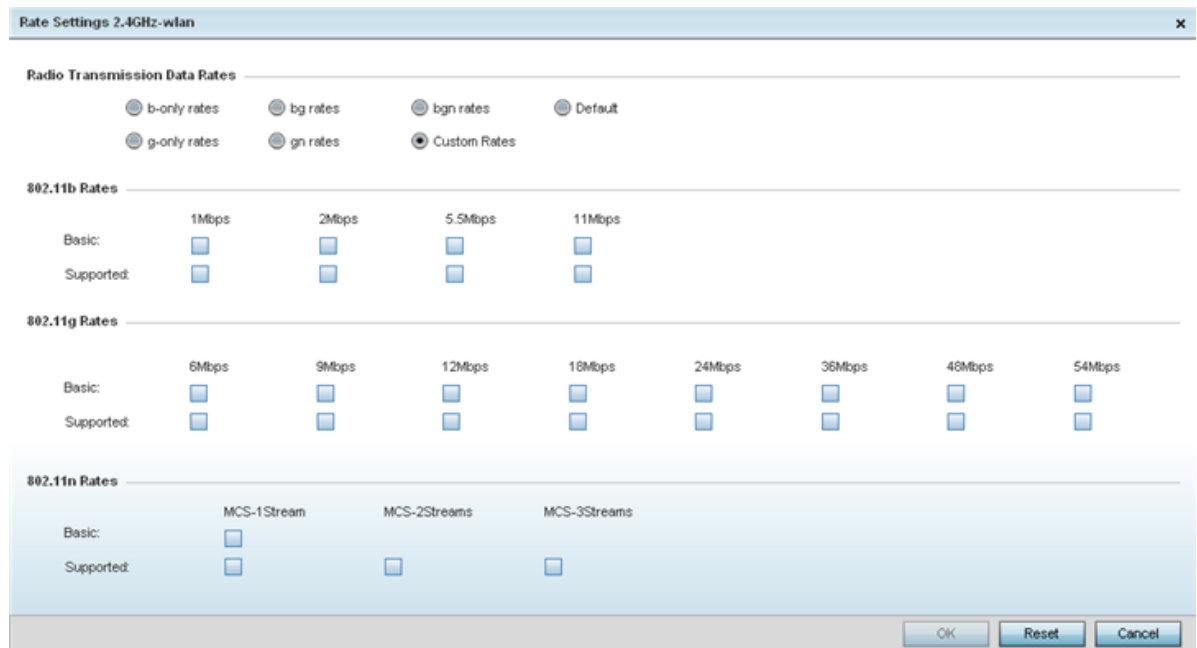 Rate Settings 2.4GHz-wlan x
Radio Transmission Data Rates
b-only rates bg rates bgn rates Default
g-only rates gn rates Custom Rates
802.11b Rates
1Mbps 2Mbps 5.5Mbps 11Mbps
Basic:
Supported:
802.11g Rates
6Mbps 9Mbps 12Mbps 18Mbps 24Mbps 36Mbps 48Mbps 54Mbps
Basic:
Supported:
802.11n Rates
MCS-1Stream MCS-2Streams MCS-3Streams
Basic:
Supported:
OK Reset Cancel